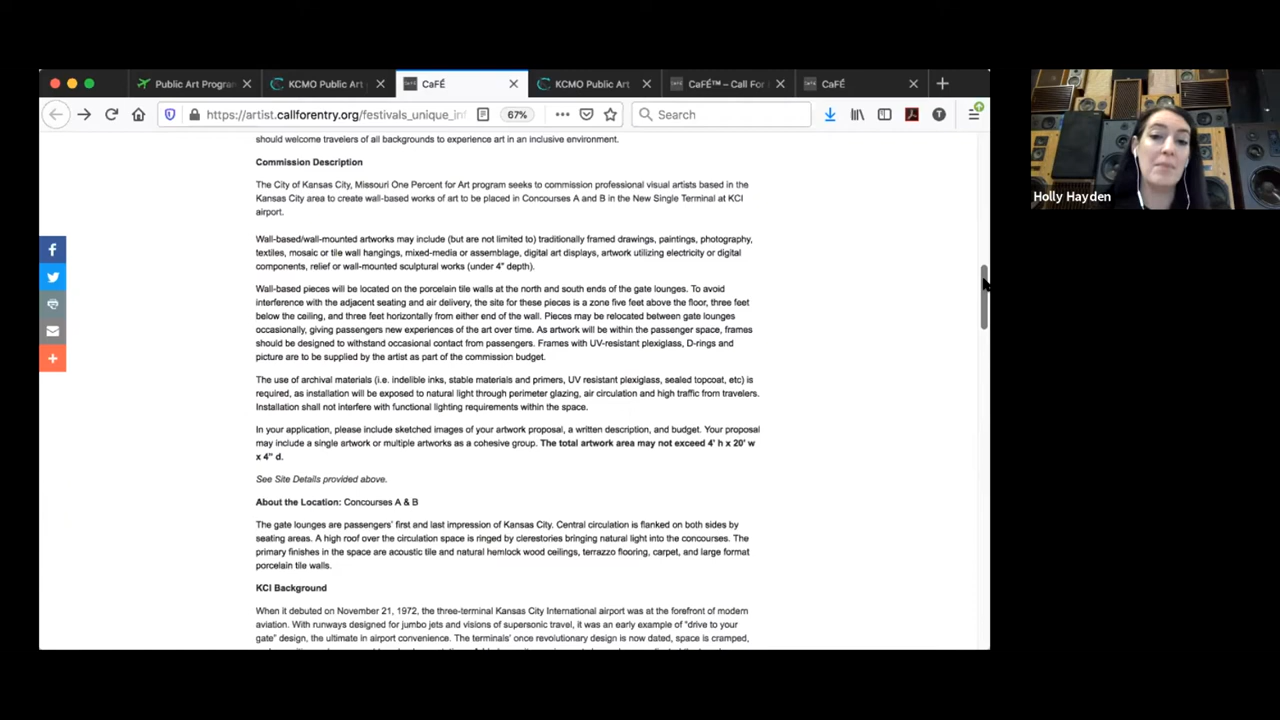 Public Art Program
KCMO Public Art
CaFÉ
KCMO Public Art
CaFÉ™ – Call For
CaFÉ
https://artist.callforentry.org/festivals_unique_in
67%
Search
should welcome travelers of all backgrounds to experience art in an inclusive environment.
Commission Description
The City of Kansas City, Missouri One Percent for Art program seeks to commission professional visual artists based in the
Kansas City area to create wall-based works of art to be placed in Concourses A and B in the New Single Terminal at KCI
airport.
Wall-based/wall-mounted artworks may include (but are not limited to) traditionally framed drawings, paintings, photography,
textiles, mosaic or tile wall hangings, mixed-media or assemblage, digital art displays, artwork utilizing electricity or digital
components, relief or wall-mounted sculptural works (under 4" depth).
Wall-based pieces will be located on the porcelain tile walls at the north and south ends of the gate lounges. To avoid
interference with the adjacent seating and air delivery, the site for these pieces is a zone five feet above the floor, three feet
below the ceiling, and three feet horizontally from either end of the wall. Pieces may be relocated between gate lounges
occasionally, giving passengers new experiences of the art over time. As artwork will be within the passenger space, frames
should be designed to withstand occasional contact from passengers. Frames with UV-resistant plexiglass, D-rings and
picture are to be supplied by the artist as part of the commission budget.
The use of archival materials (i.e. indelible inks, stable materials and primers, UV resistant plexiglass, sealed topcoat, etc) is
required, as installation will be exposed to natural light through perimeter glazing, air circulation and high traffic from travelers.
Installation shall not interfere with functional lighting requirements within the space.
In your application, please include sketched images of your artwork proposal, a written description, and budget. Your proposal
may include a single artwork or multiple artworks as a cohesive group. The total artwork area may not exceed 4' h x 20' w
x 4" d.
See Site Details provided above.
About the Location: Concourses A & B
The gate lounges are passengers' first and last impression of Kansas City. Central circulation is flanked on both sides by
seating areas. A high roof over the circulation space is ringed by clerestories bringing natural light into the concourses. The
primary finishes in the space are acoustic tile and natural hemlock wood ceilings, terrazzo flooring, carpet, and large format
porcelain tile walls.
KCI Background
When it debuted on November 21, 1972, the three-terminal Kansas City International airport was at the forefront of modern
aviation. With runways designed for jumbo jets and visions of supersonic travel, it was an early example of "drive to your
gate" design, the ultimate in airport convenience. The terminals' once revolutionary design is now dated, space is cramped,
Holly Hayden